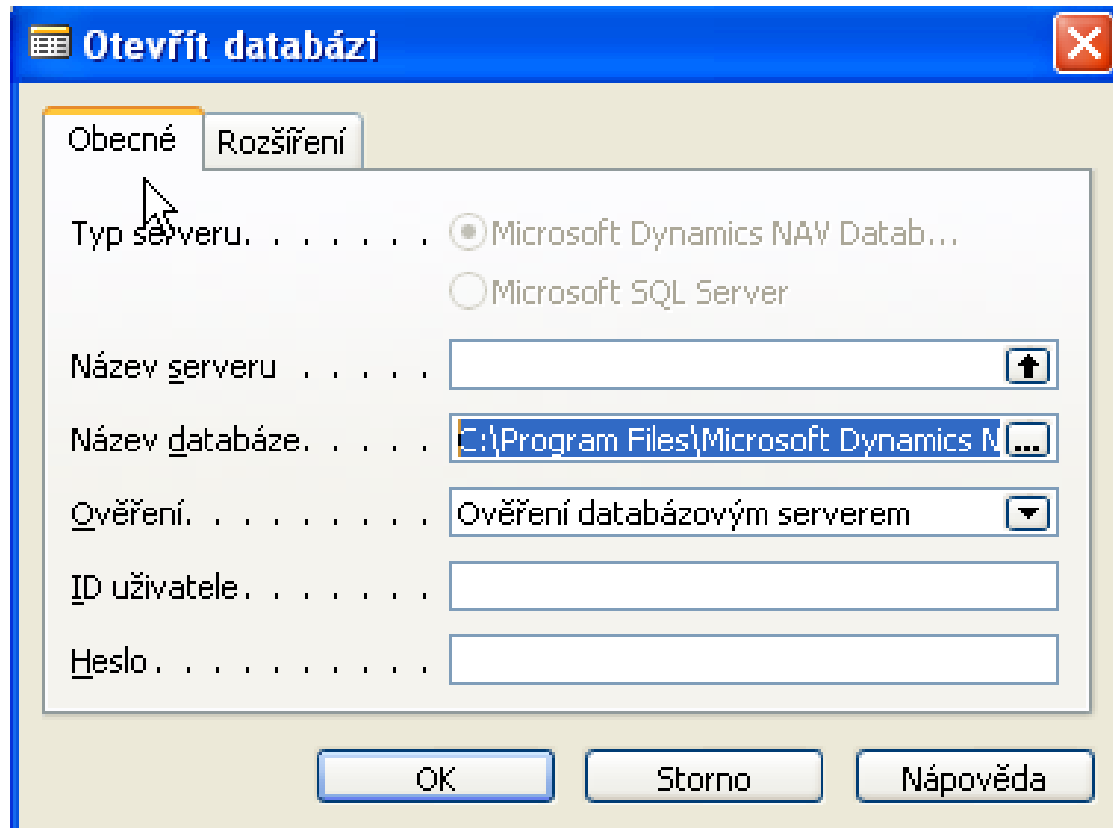 Otevřít databázi
Obecné Rozšíření
Typ serveru. . . . . . . Microsoft Dynamics NAV Datab...
Microsoft SQL Server
Název serveru . . . . .
Název databáze. . . . . C:\Program Files\Microsoft Dynamics N ...
Ověření. . . . . . . . . Ověření databázovým serverem
ID uživatele. . . . . . .
Heslo. . . . . . . . . .
OK Storno Nápověda